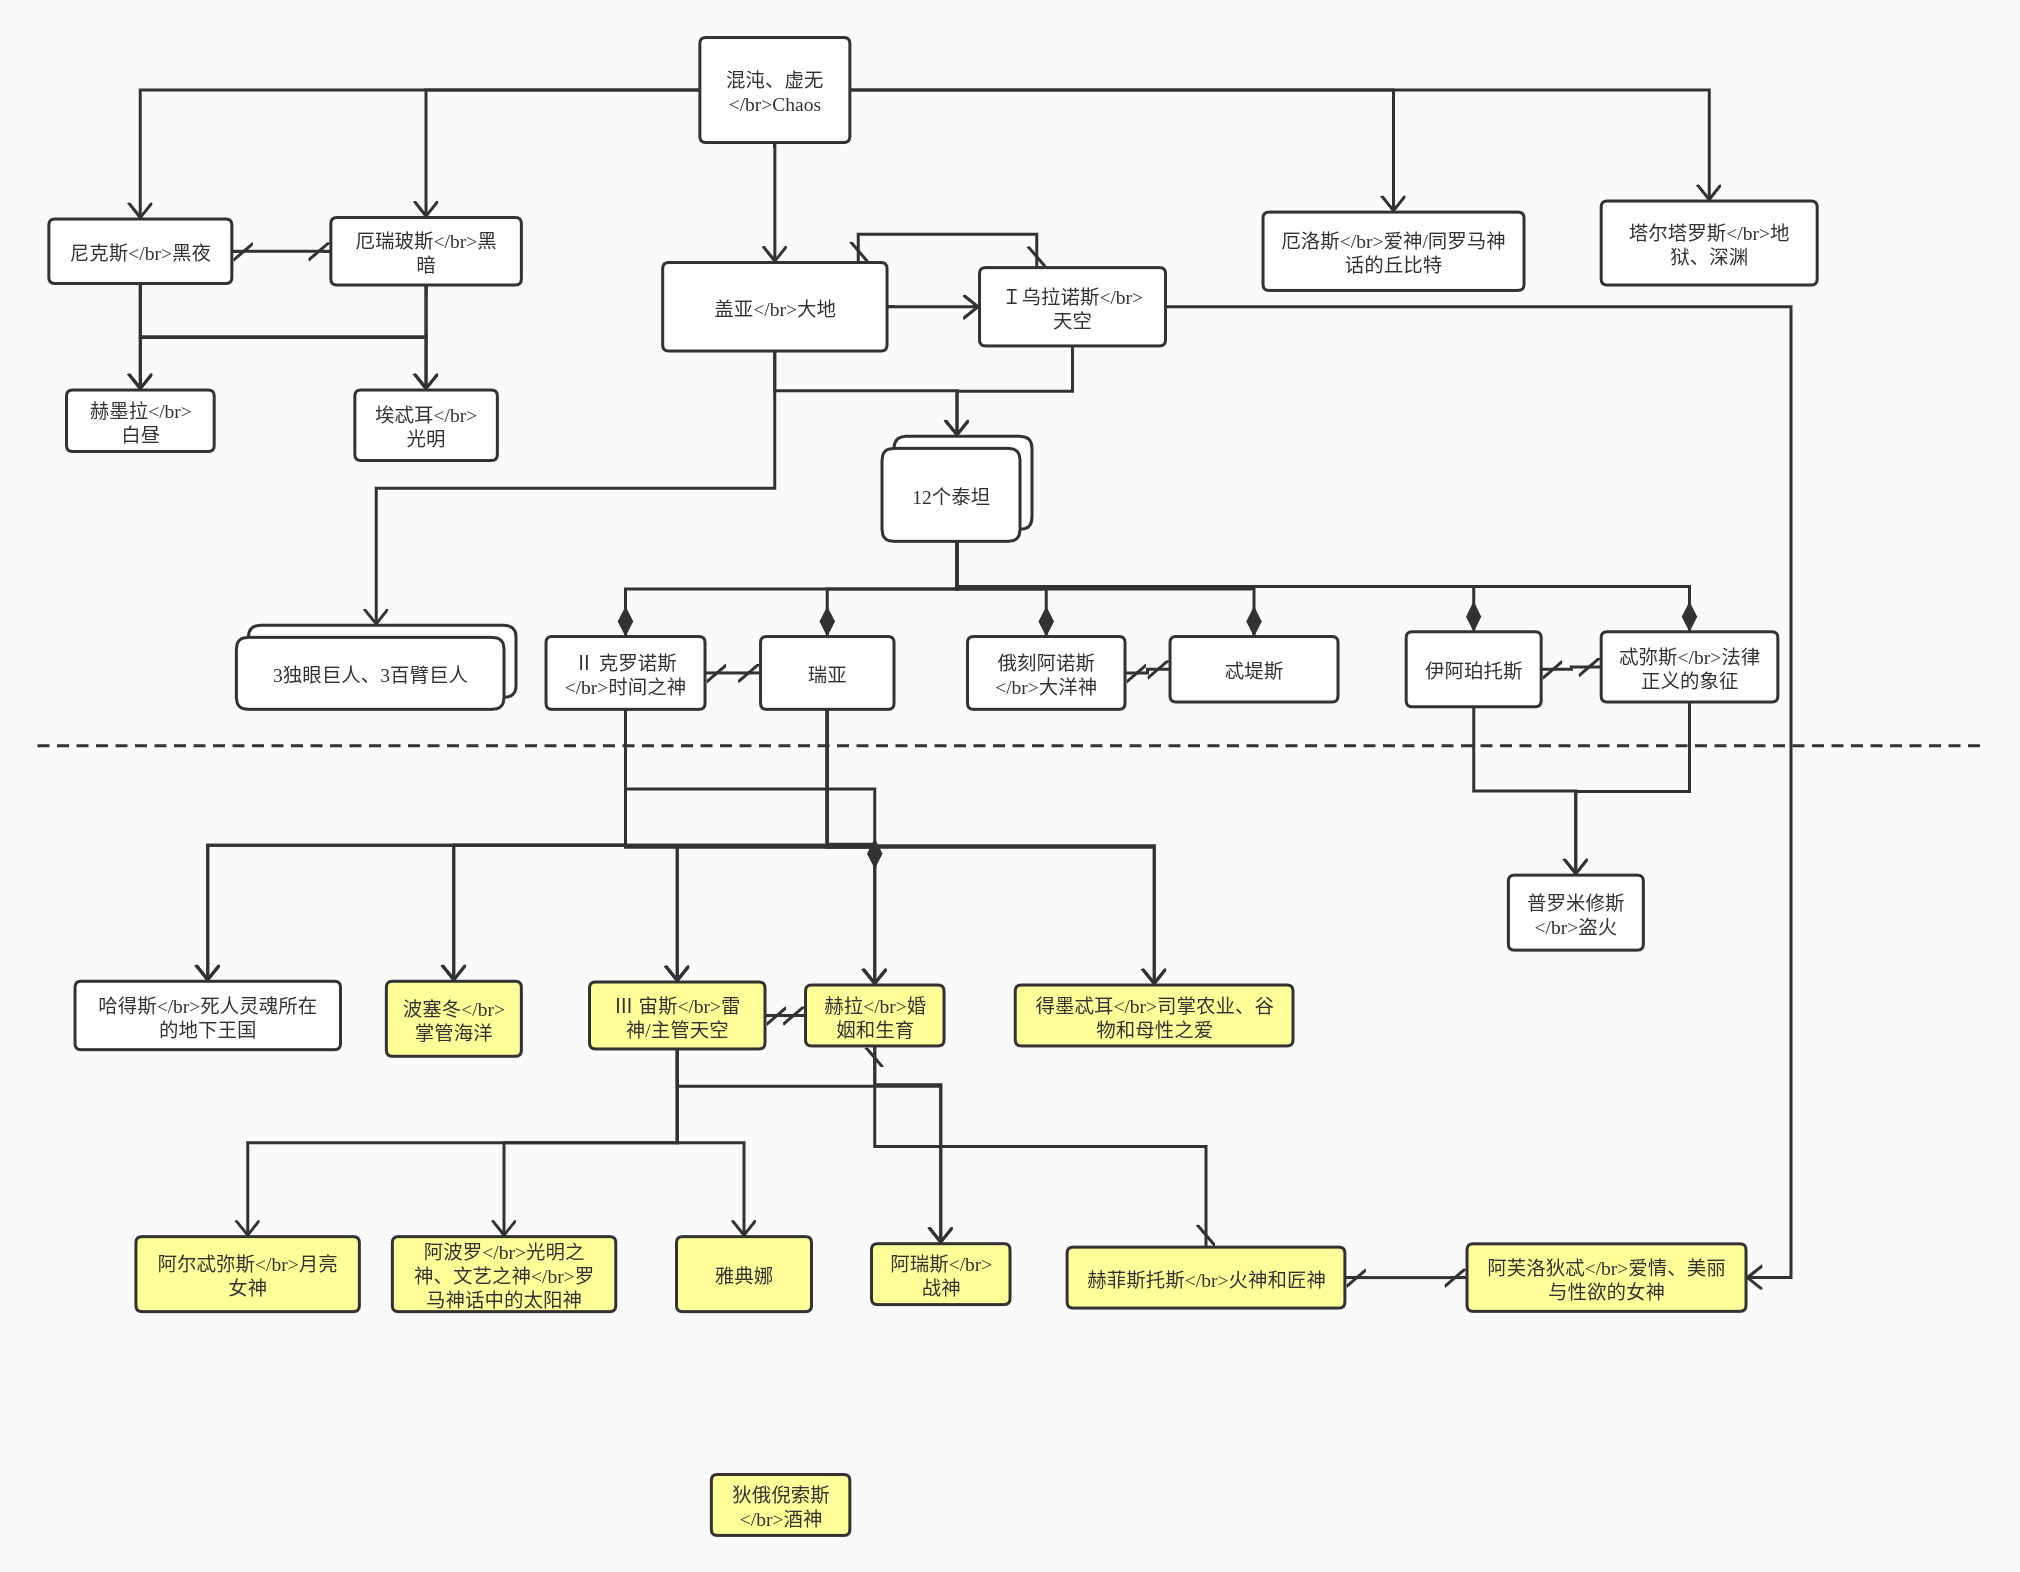 混沌、虚无
</br>Chaos
尼克斯</br>黑夜
厄瑞玻斯</br>黑
暗
盖亚</br>大地
Ⅰ乌拉诺斯</br>
天空
厄洛斯</br>爱神/同罗马神
话的丘比特
塔尔塔罗斯</br>地
狱、深渊
赫墨拉</br>
白昼
埃忒耳</br>
光明
12个泰坦
3独眼巨人、3百臂巨人
Ⅱ 克罗诺斯
</br>时间之神
瑞亚
俄刻阿诺斯
</br>大洋神
忒堤斯
伊阿珀托斯
忒弥斯</br>法律
正义的象征
普罗米修斯
</br>盗火
哈得斯</br>死人灵魂所在
的地下王国
波塞冬</br>
掌管海洋
Ⅲ 宙斯</br>雷
神/主管天空
赫拉</br>婚
姻和生育
得墨忒耳</br>司掌农业、谷
物和母性之爱
阿尔忒弥斯</br>月亮
女神
阿波罗</br>光明之
神、文艺之神</br>罗
马神话中的太阳神
雅典娜
阿瑞斯</br>
战神
赫菲斯托斯</br>火神和匠神
阿芙洛狄忒</br>爱情、美丽
与性欲的女神
狄俄倪索斯
</br>酒神